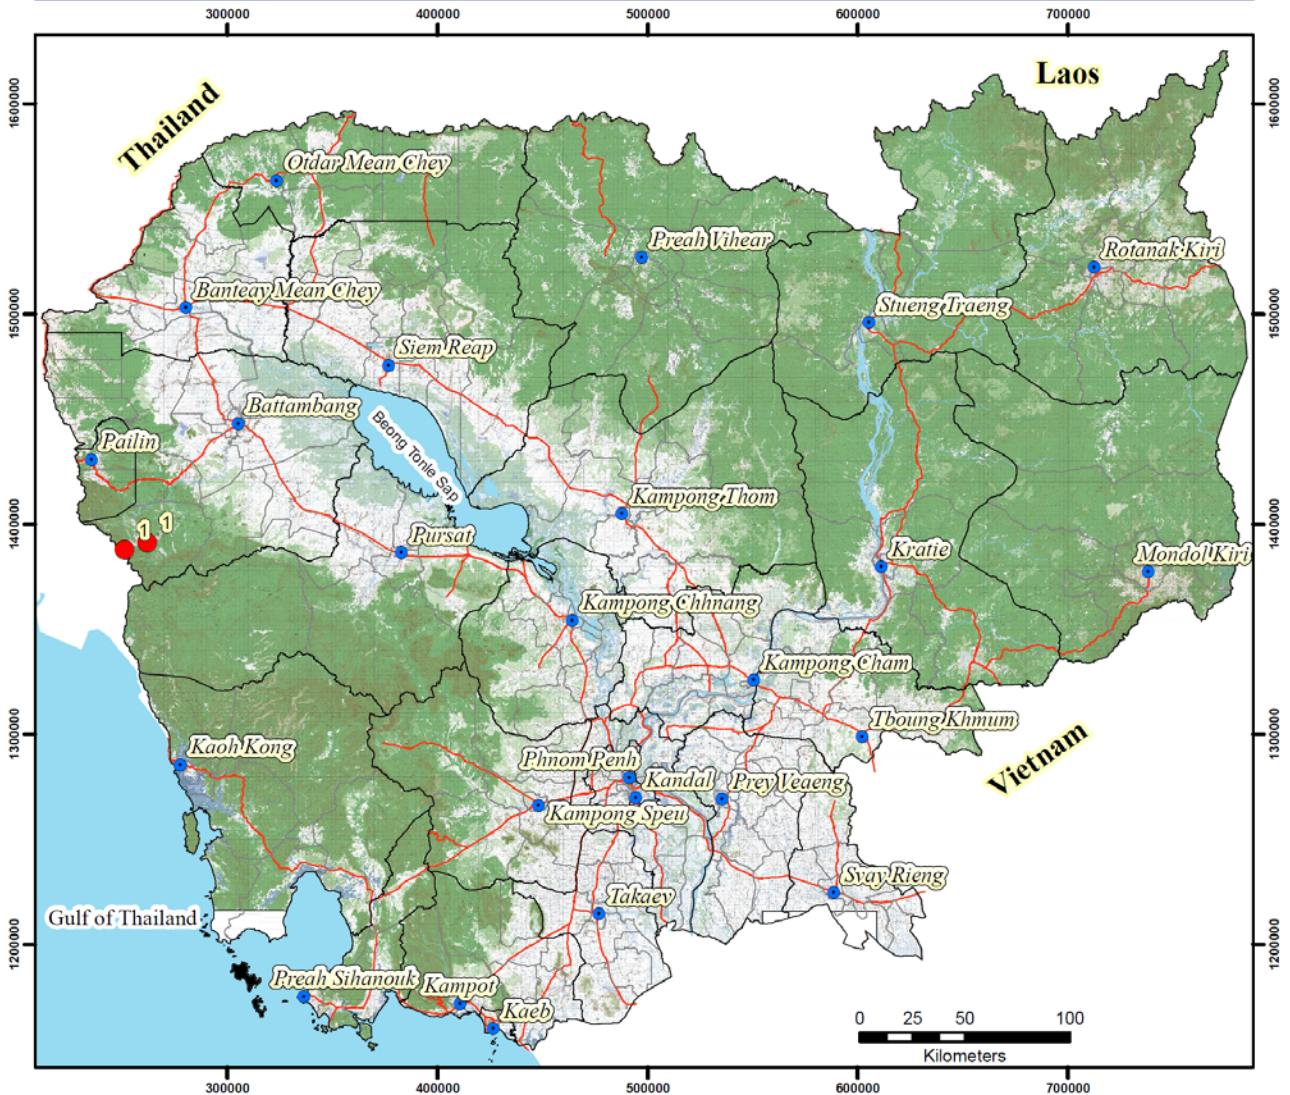 300000 400000 500000 600000 700000
Laos
Thailand
1600000
1600000
Otdar Mean Chey
Preah Vihear
Rotanak Kiri
Banteay Mean Chey
Stueng Traeng
1500000
1500000
Siem Reap
Battambang
Beong Tonle Sap
Pailin
Kampong Thom
1 1
1400000
1400000
Pursat
Kratie
Mondol Kiri
Kampong Chhnang
Kampong Cham
Tboung Khmum
1300000
1300000
Kaoh Kong
Vietnam
Phnom Penh
Kandal
Prey Veaeng
Kampong Speu
Svay Rieng
Takaev
Gulf of Thailand
1200000
1200000
Preah Sihanouk
Kampot
Kaeb
0 25 50 100
Kilometers
300000 400000 500000 600000 700000